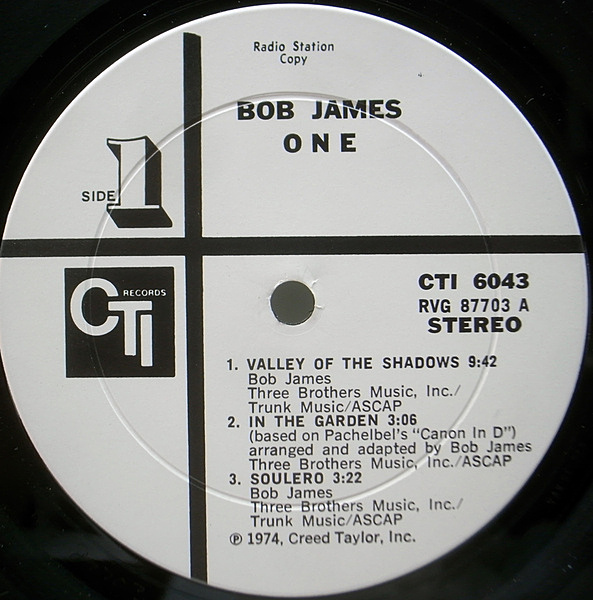 Radio Station
Copy
BOB JAMES
ONE
SIDE 1
CTI RECORDS
CTI 6043
RVG 87703 A
STEREO
1. VALLEY OF THE SHADOWS 9:42
Bob James
Three Brothers Music, Inc./
Trunk Music/ASCAP
2. IN THE GARDEN 3:06
(based on Pachelbel's "Canon In D")
arranged and adapted by Bob James
Three Brothers Music, Inc./ASCAP
3. SOULERO 3:22
Bob James
Three Brothers Music, Inc./
Trunk Music/ASCAP
℗ 1974, Creed Taylor, Inc.